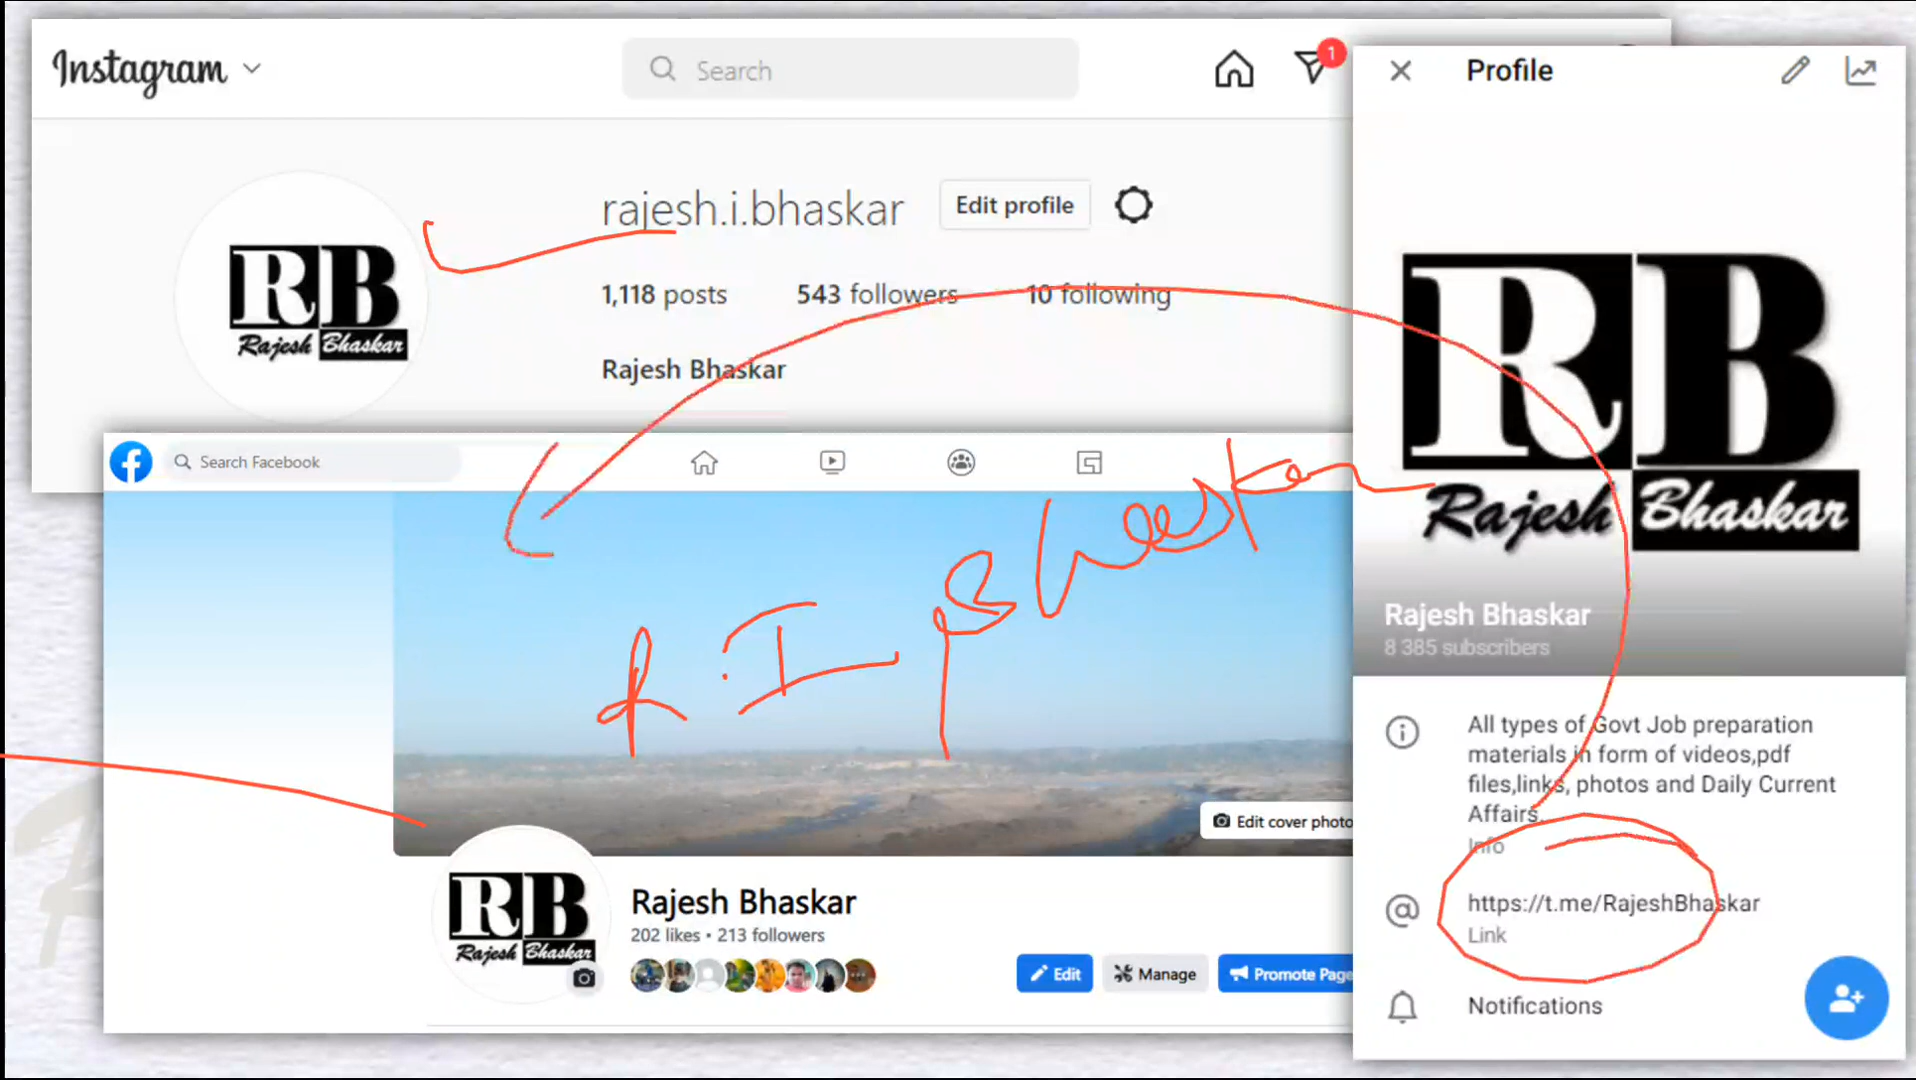 Instagram
Search
1
rajesh.i.bhaskar
Edit profile
1,118 posts 543 followers 10 following
RB
Rajesh Bhaskar
Rajesh Bhaskar
Search Facebook
Edit cover photo
RB
Rajesh Bhaskar
Rajesh Bhaskar
202 likes • 213 followers
Edit
Manage
Promote Page
Profile
RB
Rajesh Bhaskar
Rajesh Bhaskar
8 385 subscribers
All types of Govt Job preparation
materials in form of videos,pdf
files,links, photos and Daily Current
Affairs.
Info
https://t.me/RajeshBhaskar
Link
Notifications